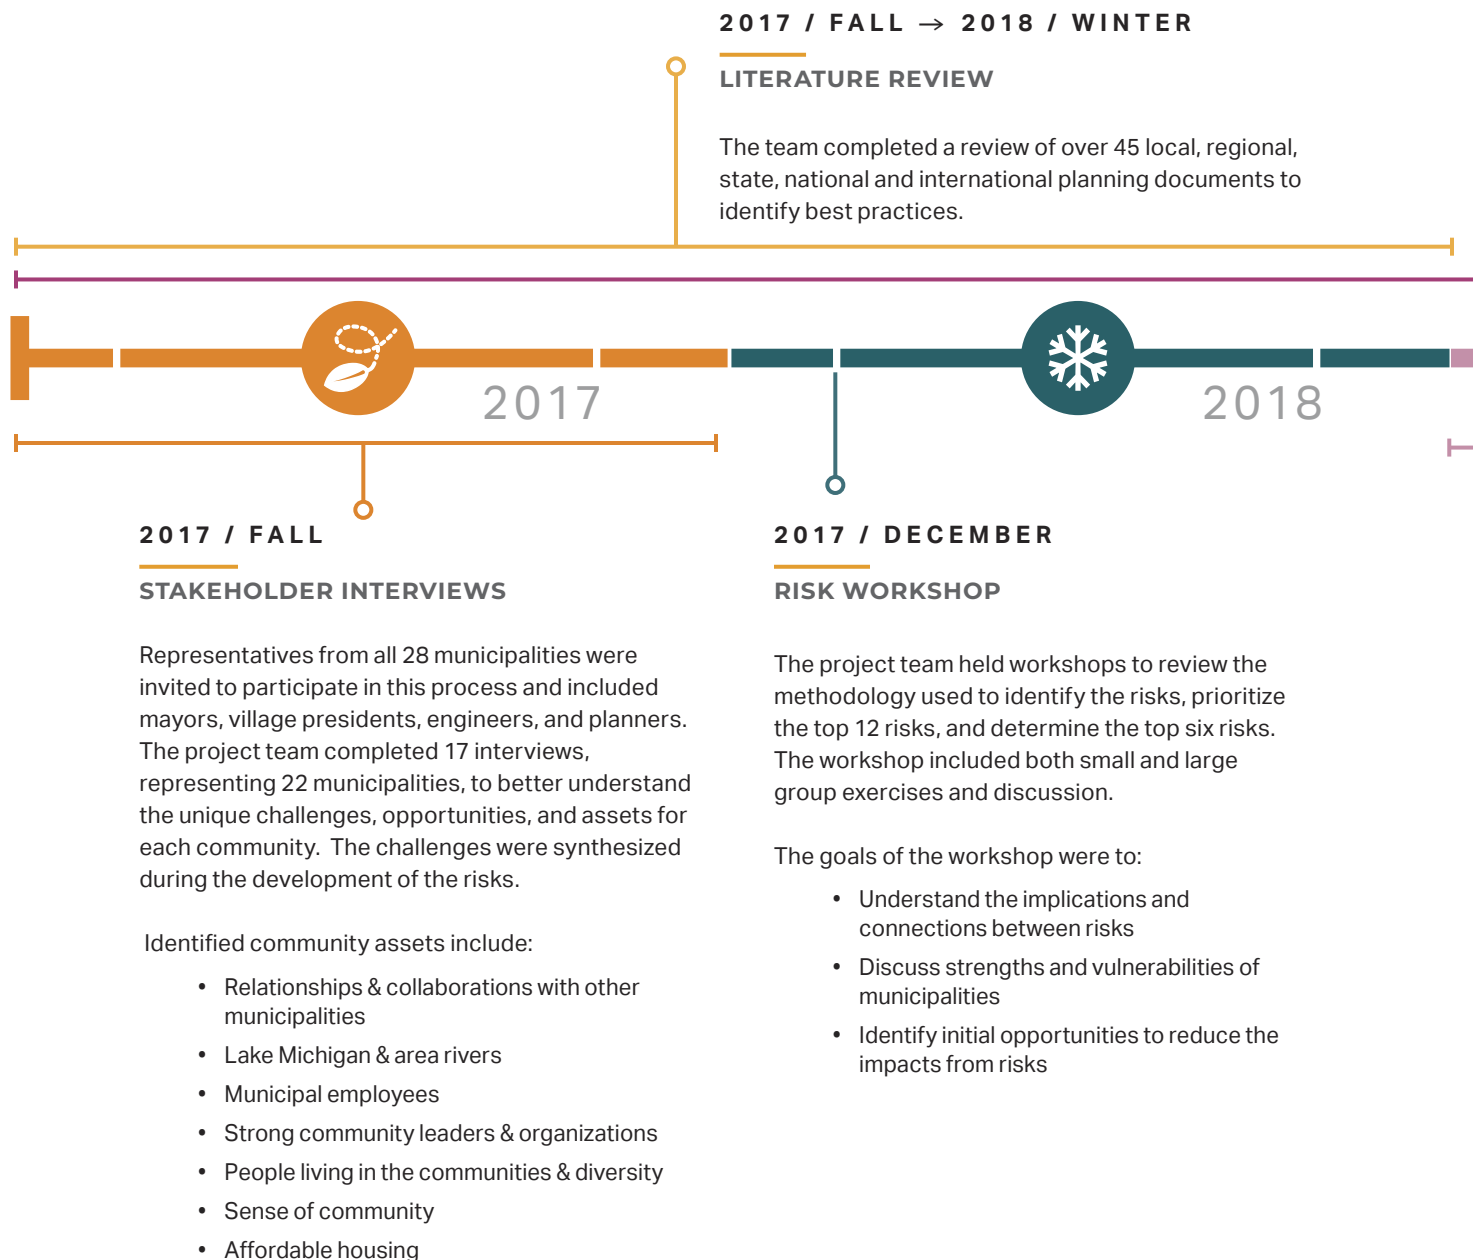 2017 / FALL → 2018 / WINTER
LITERATURE REVIEW
The team completed a review of over 45 local, regional,
state, national and international planning documents to
identify best practices.
2017
2018
2017 / FALL
STAKEHOLDER INTERVIEWS
Representatives from all 28 municipalities were
invited to participate in this process and included
mayors, village presidents, engineers, and planners.
The project team completed 17 interviews,
representing 22 municipalities, to better understand
the unique challenges, opportunities, and assets for
each community.  The challenges were synthesized
during the development of the risks.
Identified community assets include:
• Relationships & collaborations with other
municipalities
• Lake Michigan & area rivers
• Municipal employees
• Strong community leaders & organizations
• People living in the communities & diversity
• Sense of community
• Affordable housing
2017 / DECEMBER
RISK WORKSHOP
The project team held workshops to review the
methodology used to identify the risks, prioritize
the top 12 risks, and determine the top six risks.
The workshop included both small and large
group exercises and discussion.
The goals of the workshop were to:
• Understand the implications and
connections between risks
• Discuss strengths and vulnerabilities of
municipalities
• Identify initial opportunities to reduce the
impacts from risks